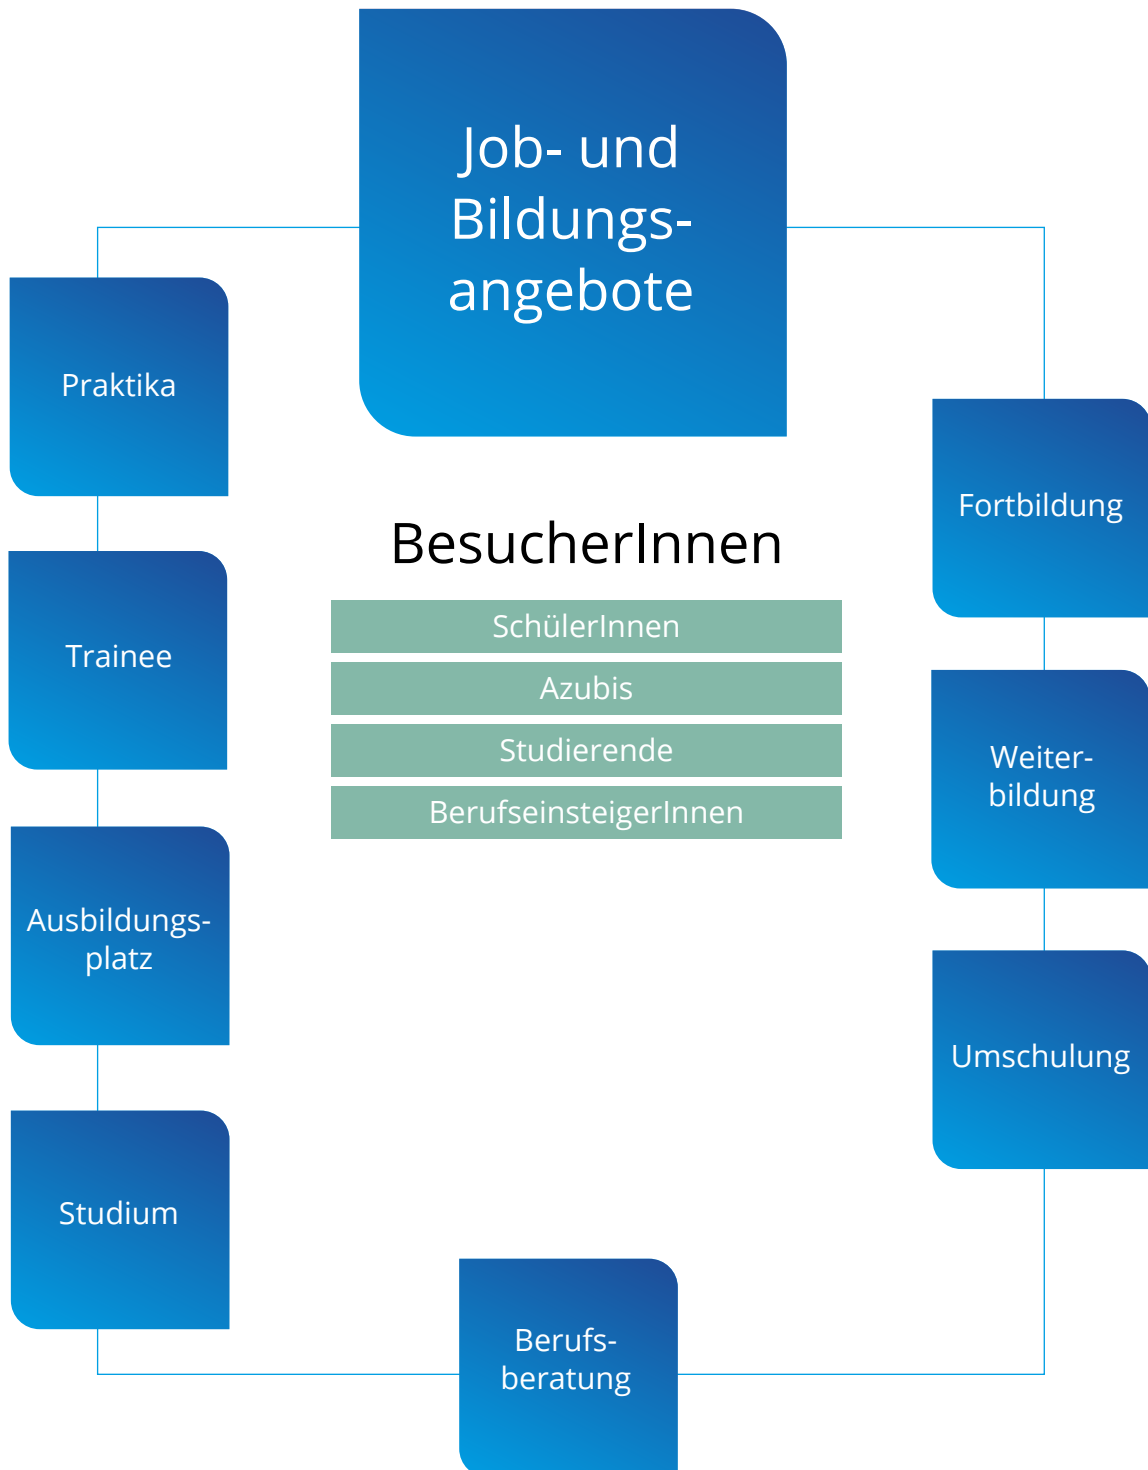 Job- und
Bildungs-
angebote
Praktika
Trainee
Ausbildungs-
platz
Studium
BesucherInnen
SchülerInnen
Azubis
Studierende
BerufseinsteigerInnen
Fortbildung
Weiter-
bildung
Umschulung
Berufs-
beratung